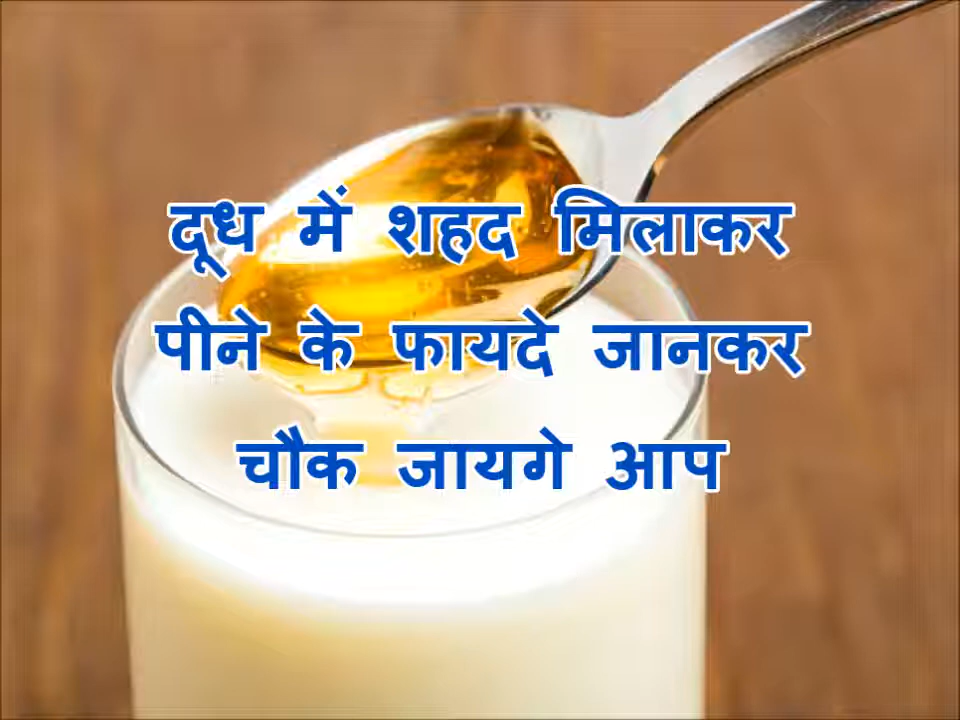 दूध में शहद मिलाकर
पीने के फायदे जानकर
चौक जायगे आप